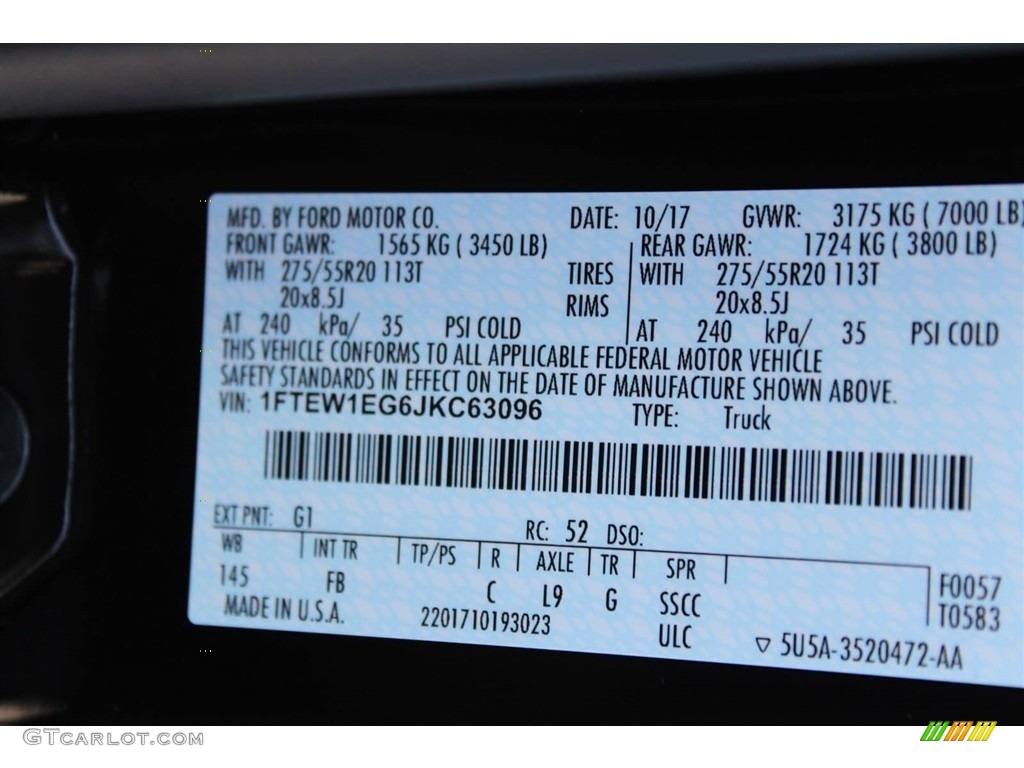 MFD. BY FORD MOTOR CO. DATE: 10/17 GVWR: 3175 KG ( 7000 LB)
FRONT GAWR: 1565 KG ( 3450 LB) REAR GAWR: 1724 KG ( 3800 LB)
WITH 275/55R20 113T TIRES WITH 275/55R20 113T
20x8.5J RIMS 20x8.5J
AT 240 kPa/ 35 PSI COLD AT 240 kPa/ 35 PSI COLD
THIS VEHICLE CONFORMS TO ALL APPLICABLE FEDERAL MOTOR VEHICLE
SAFETY STANDARDS IN EFFECT ON THE DATE OF MANUFACTURE SHOWN ABOVE.
VIN: 1FTEW1EG6JKC63096 TYPE: Truck
EXT PNT: G1 RC: 52 DSO:
WB INT TR TP/PS R AXLE TR SPR
145 FB C L9 G SSCC F0057
MADE IN U.S.A. 2201710193023 ULC T0583
▽ 5U5A-3520472-AA
GTCARLOT.COM